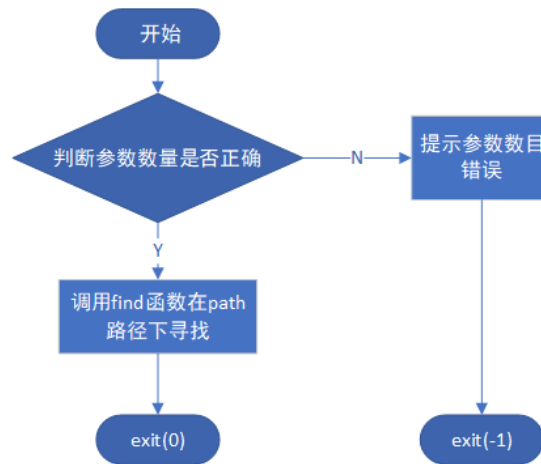 开始
判断参数数量是否正确
N
提示参数数目
错误
Y
调用find函数在path
路径下寻找
exit(0)
exit(-1)